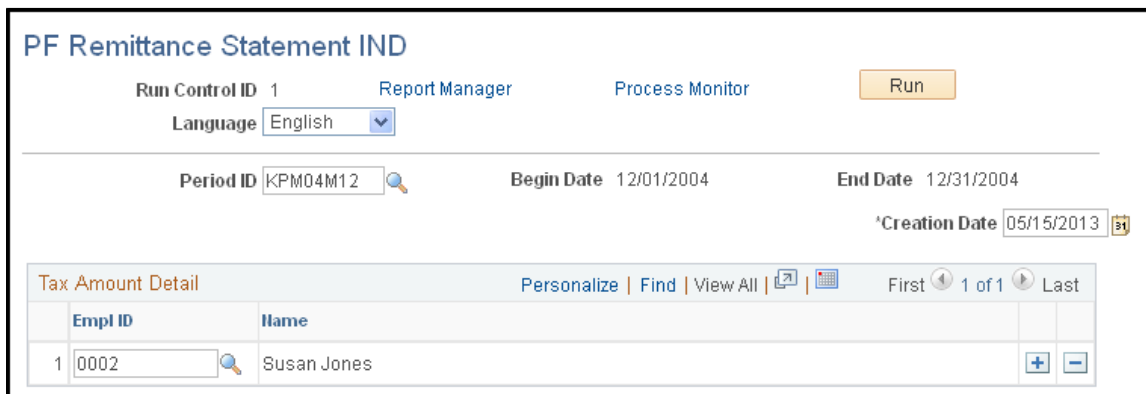 PF Remittance Statement IND
Run Control ID 1 Report Manager Process Monitor Run
Language English
Period ID KPM04M12 Begin Date 12/01/2004 End Date 12/31/2004
*Creation Date 05/15/2013 31
Tax Amount Detail Personalize | Find | View All | | First 1 of 1 Last
Empl ID Name
1 0002 Susan Jones + -